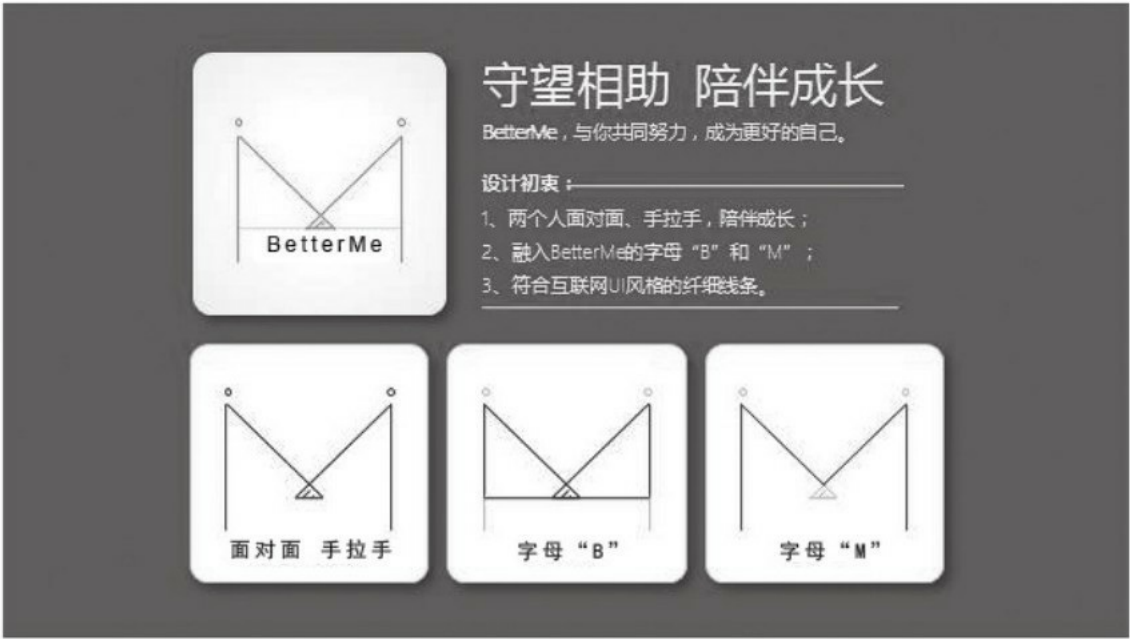 守望相助 陪伴成长
BetterMe，与你共同努力，成为更好的自己。
设计初衷：
1、两个人面对面、手拉手，陪伴成长；
2、融入BetterMe的字母“B”和“M”；
3、符合互联网UI风格的纤细线条。
BetterMe
面对面 手拉手
字母“B”
字母“M”